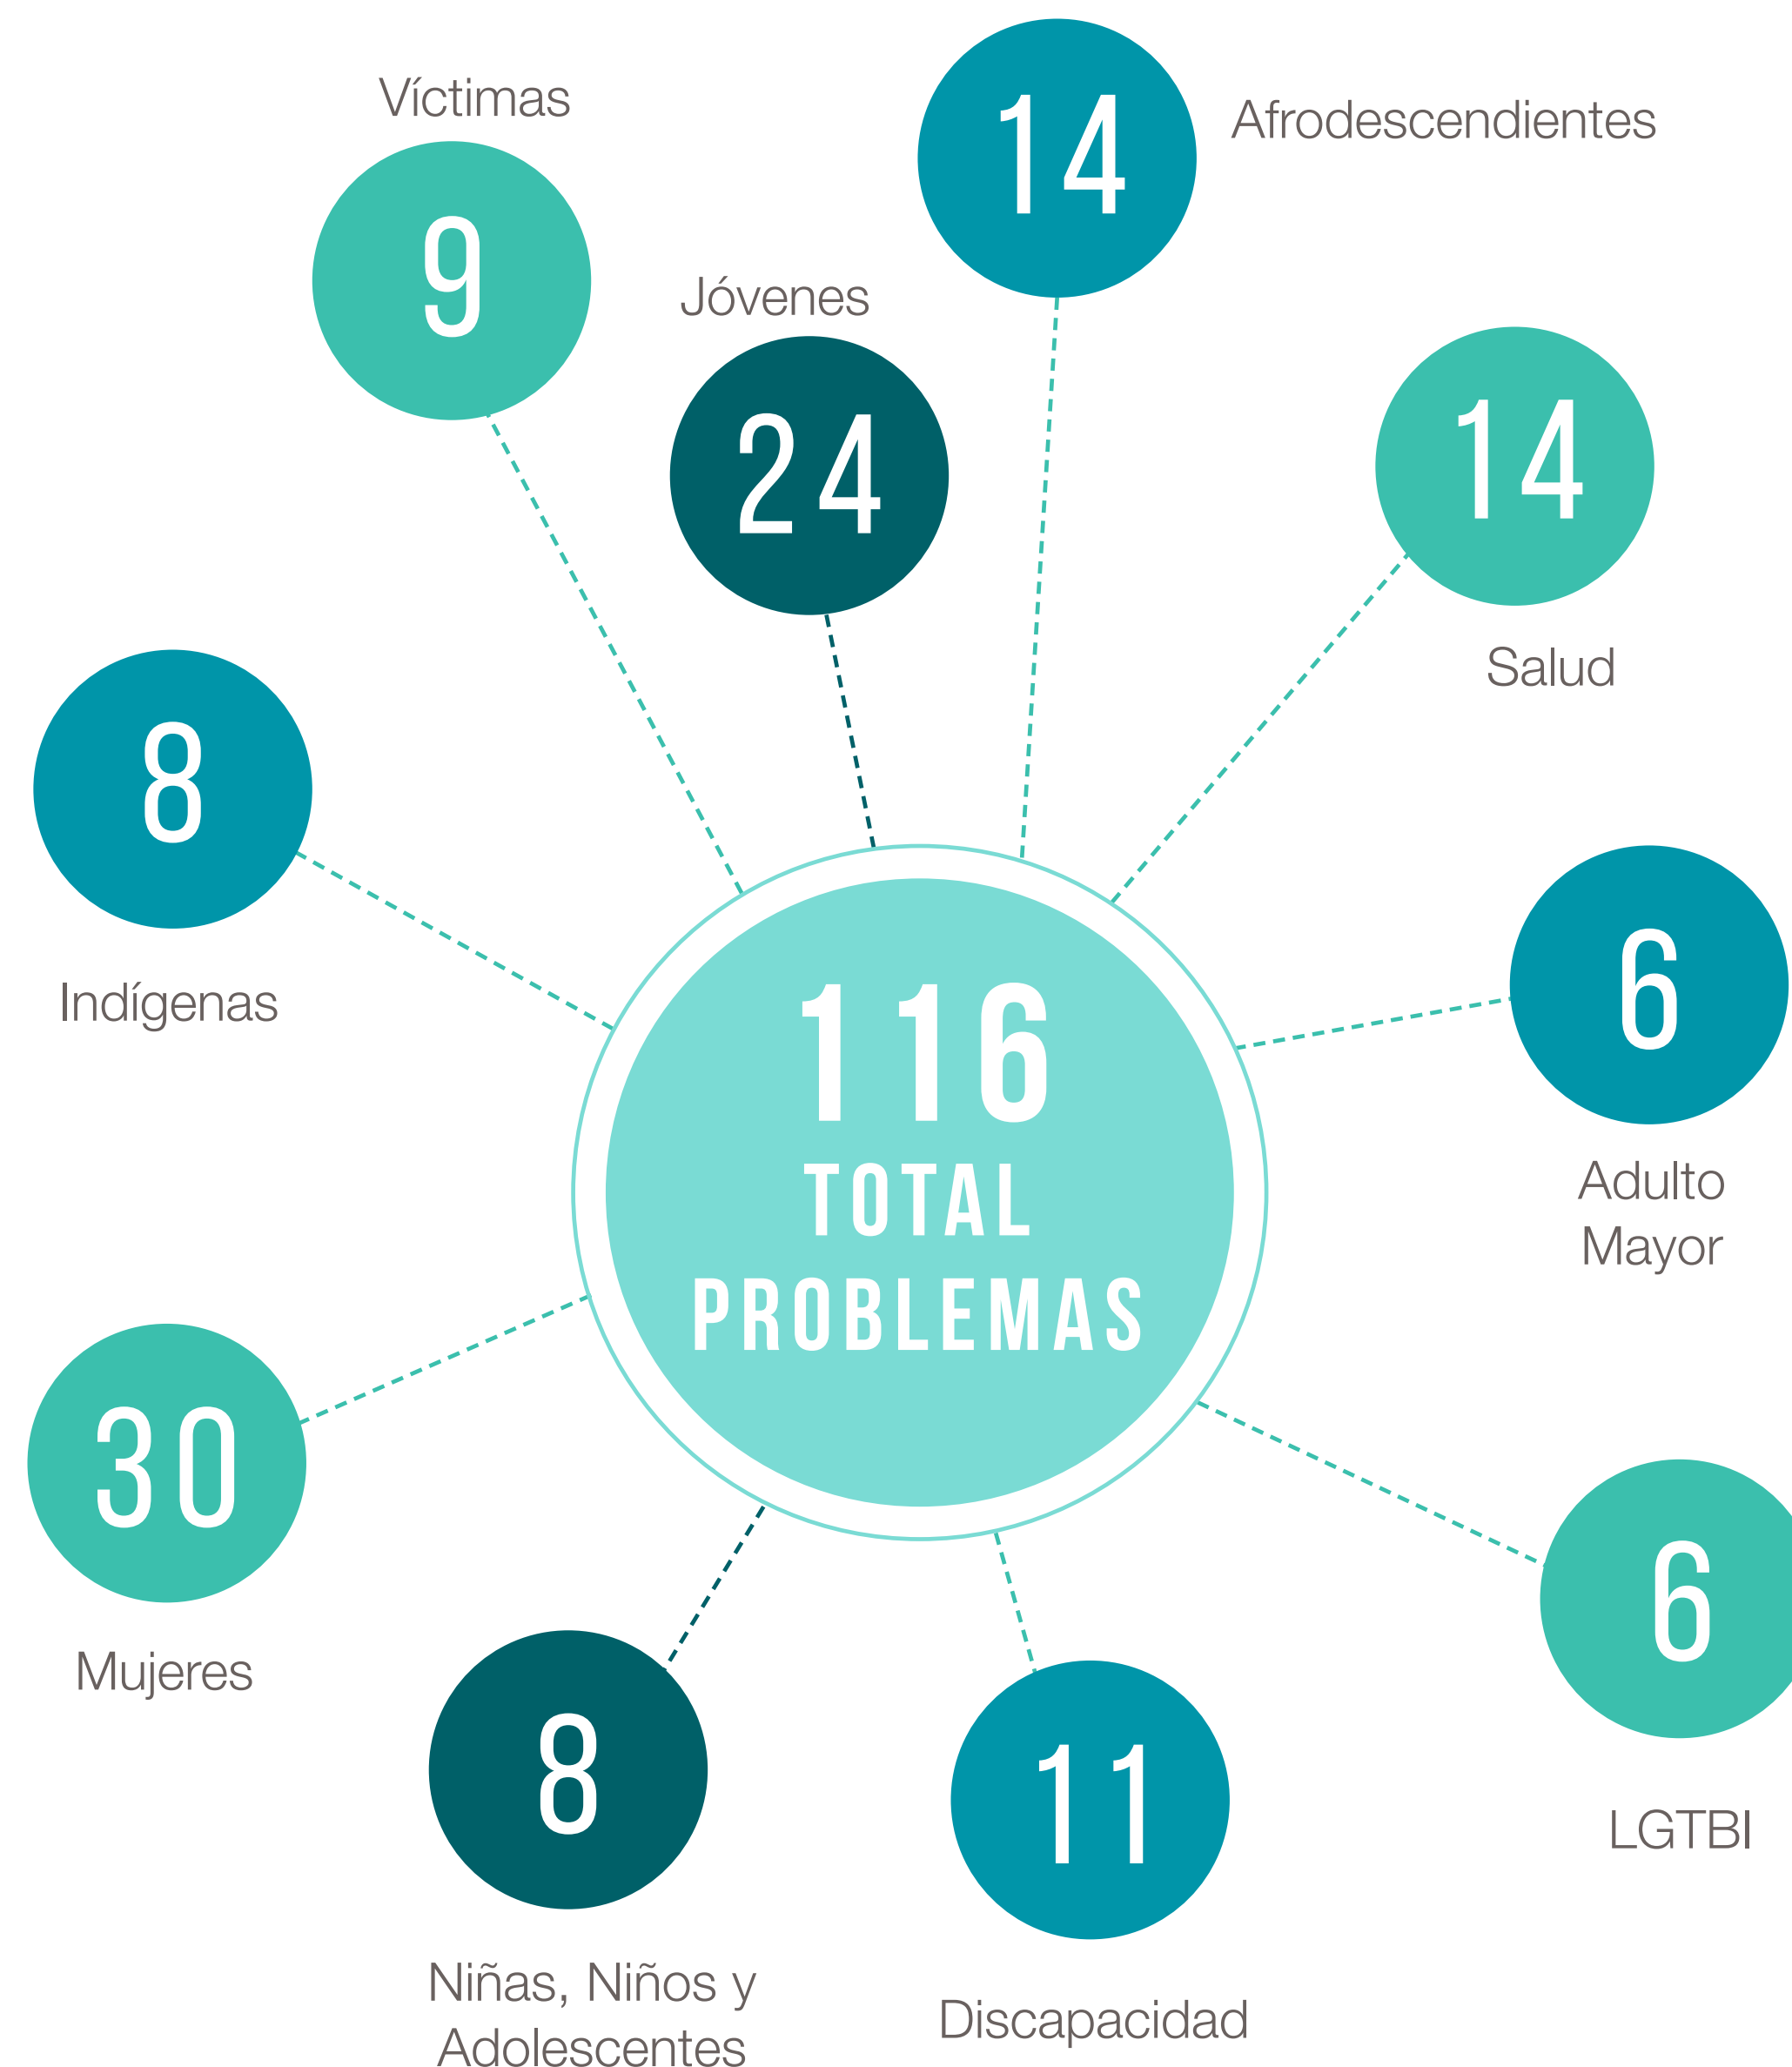 Víctimas
9
14
Afrodescendientes
Jóvenes
24
14
Salud
8
Indígenas
116
TOTAL
PROBLEMAS
6
Adulto
Mayor
30
Mujeres
6
LGTBI
8
Niñas, Niños y
Adolescentes
11
Discapacidad